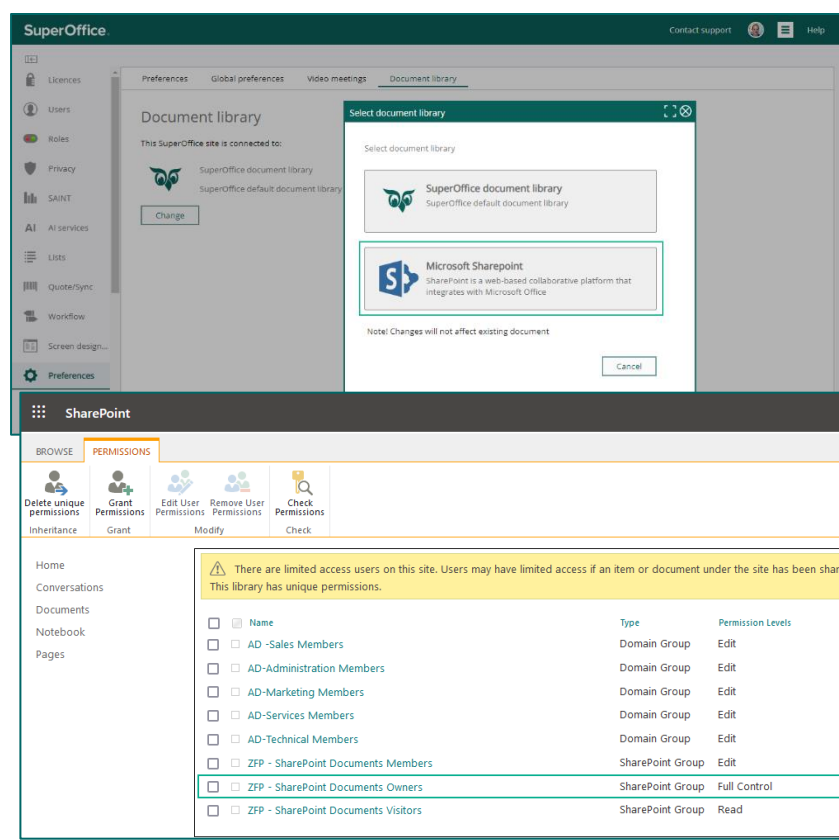 SuperOffice.
Contact support
Help
Licences
Users
Roles
Privacy
SAINT
AI AI services
Lists
Quote/Sync
Workflow
Screen design...
Preferences
Preferences Global preferences Video meetings Document library
Document library
This SuperOffice site is connected to:
SuperOffice document library
SuperOffice default document library
Change
Select document library
Select document library
SuperOffice document library
SuperOffice default document library
Microsoft Sharepoint
SharePoint is a web-based collaborative platform that
integrates with Microsoft Office
Note! Changes will not affect existing document
Cancel
SharePoint
BROWSE PERMISSIONS
Delete unique permissions
Grant Permissions
Edit User Permissions
Remove User Permissions
Check Permissions
Inheritance Grant Modify Check
Home
Conversations
Documents
Notebook
Pages
There are limited access users on this site. Users may have limited access if an item or document under the site has been shar
This library has unique permissions.
Name Type Permission Levels
AD -Sales Members Domain Group Edit
AD-Administration Members Domain Group Edit
AD-Marketing Members Domain Group Edit
AD-Services Members Domain Group Edit
AD-Technical Members Domain Group Edit
ZFP - SharePoint Documents Members SharePoint Group Edit
ZFP - SharePoint Documents Owners SharePoint Group Full Control
ZFP - SharePoint Documents Visitors SharePoint Group Read